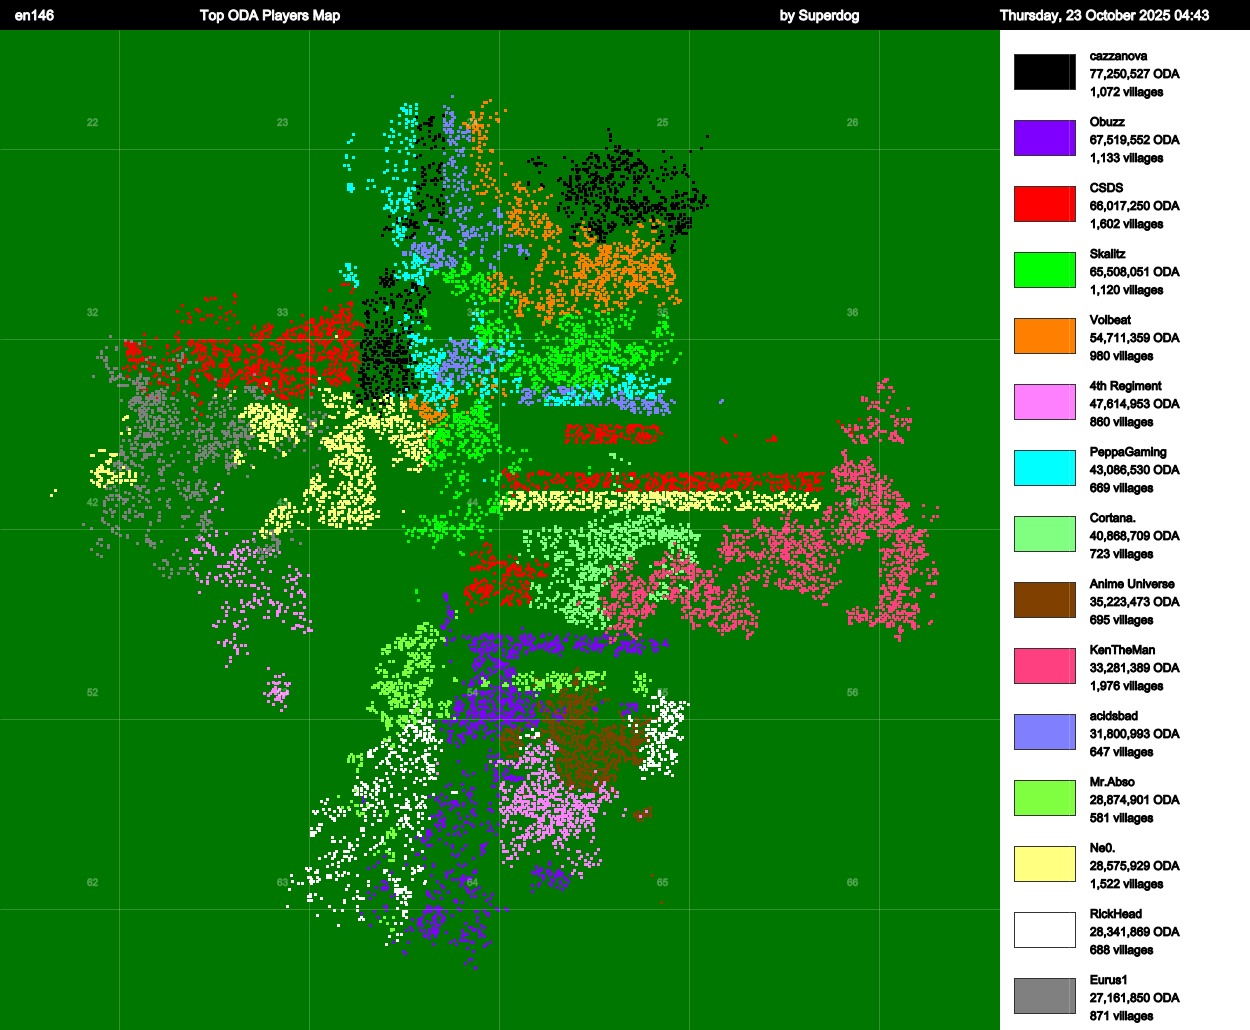 en146 Top ODA Players Map by Superdog Thursday, 23 October 2025 04:43
cazzanova
77,250,527 ODA
1,072 villages
22 23 25 26
Obuzz
67,519,552 ODA
1,133 villages
CSDS
66,017,250 ODA
1,602 villages
Skalitz
65,508,051 ODA
1,120 villages
32 33 35 36
Volbeat
54,711,359 ODA
980 villages
4th Regiment
47,614,953 ODA
860 villages
PeppaGaming
43,086,530 ODA
669 villages
42
Cortana.
40,868,709 ODA
723 villages
Anime Universe
35,223,473 ODA
695 villages
KenTheMan
33,281,389 ODA
1,976 villages
52 54 56
acidsbad
31,800,993 ODA
647 villages
Mr.Abso
28,874,901 ODA
581 villages
Ne0.
28,575,929 ODA
1,522 villages
62 63 64 65 66
RickHead
28,341,869 ODA
688 villages
Eurus1
27,161,850 ODA
871 villages